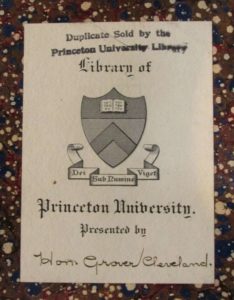 Duplicate Sold by the
Princeton University Library
Library of
Dei
Sub Numine
Viget
Princeton University.
Presented by
Hon. Grover Cleveland.